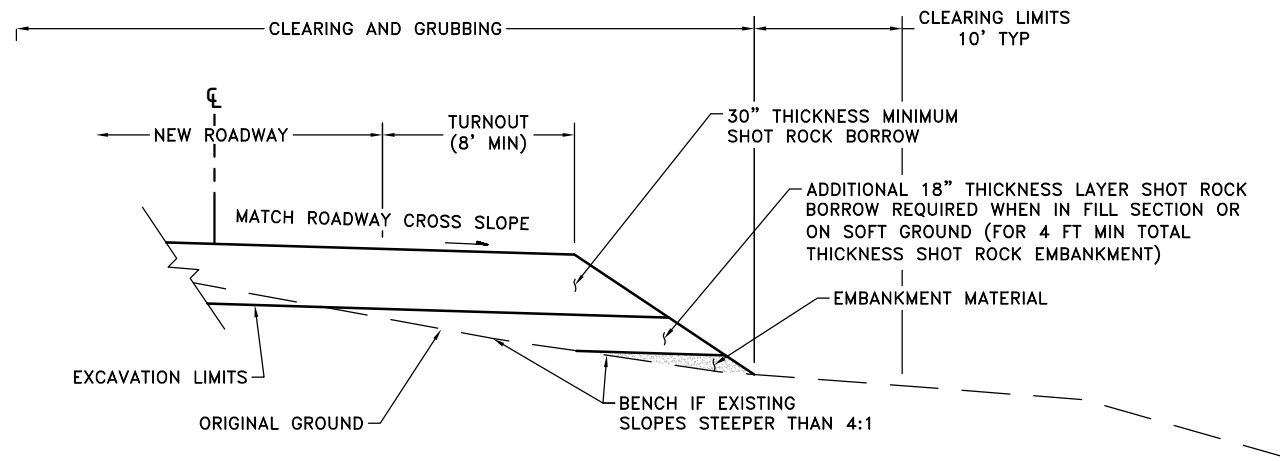 CLEARING AND GRUBBING
CLEARING LIMITS
10' TYP
℄
NEW ROADWAY
TURNOUT
(8' MIN)
30” THICKNESS MINIMUM
SHOT ROCK BORROW
MATCH ROADWAY CROSS SLOPE
ADDITIONAL 18” THICKNESS LAYER SHOT ROCK
BORROW REQUIRED WHEN IN FILL SECTION OR
ON SOFT GROUND (FOR 4 FT MIN TOTAL
THICKNESS SHOT ROCK EMBANKMENT)
EMBANKMENT MATERIAL
EXCAVATION LIMITS
ORIGINAL GROUND
BENCH IF EXISTING
SLOPES STEEPER THAN 4:1